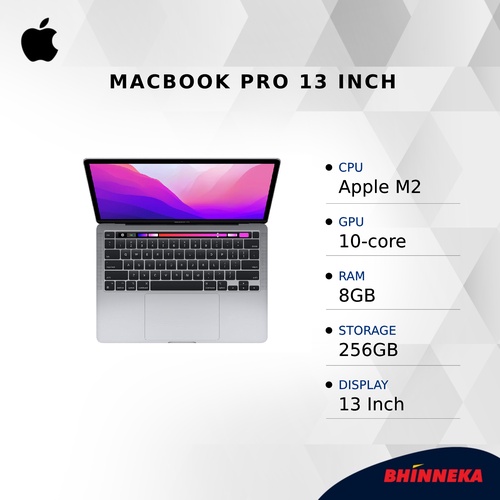 MACBOOK PRO 13 INCH
CPU
Apple M2
GPU
10-core
RAM
8GB
STORAGE
256GB
DISPLAY
13 Inch
BHINNEKA